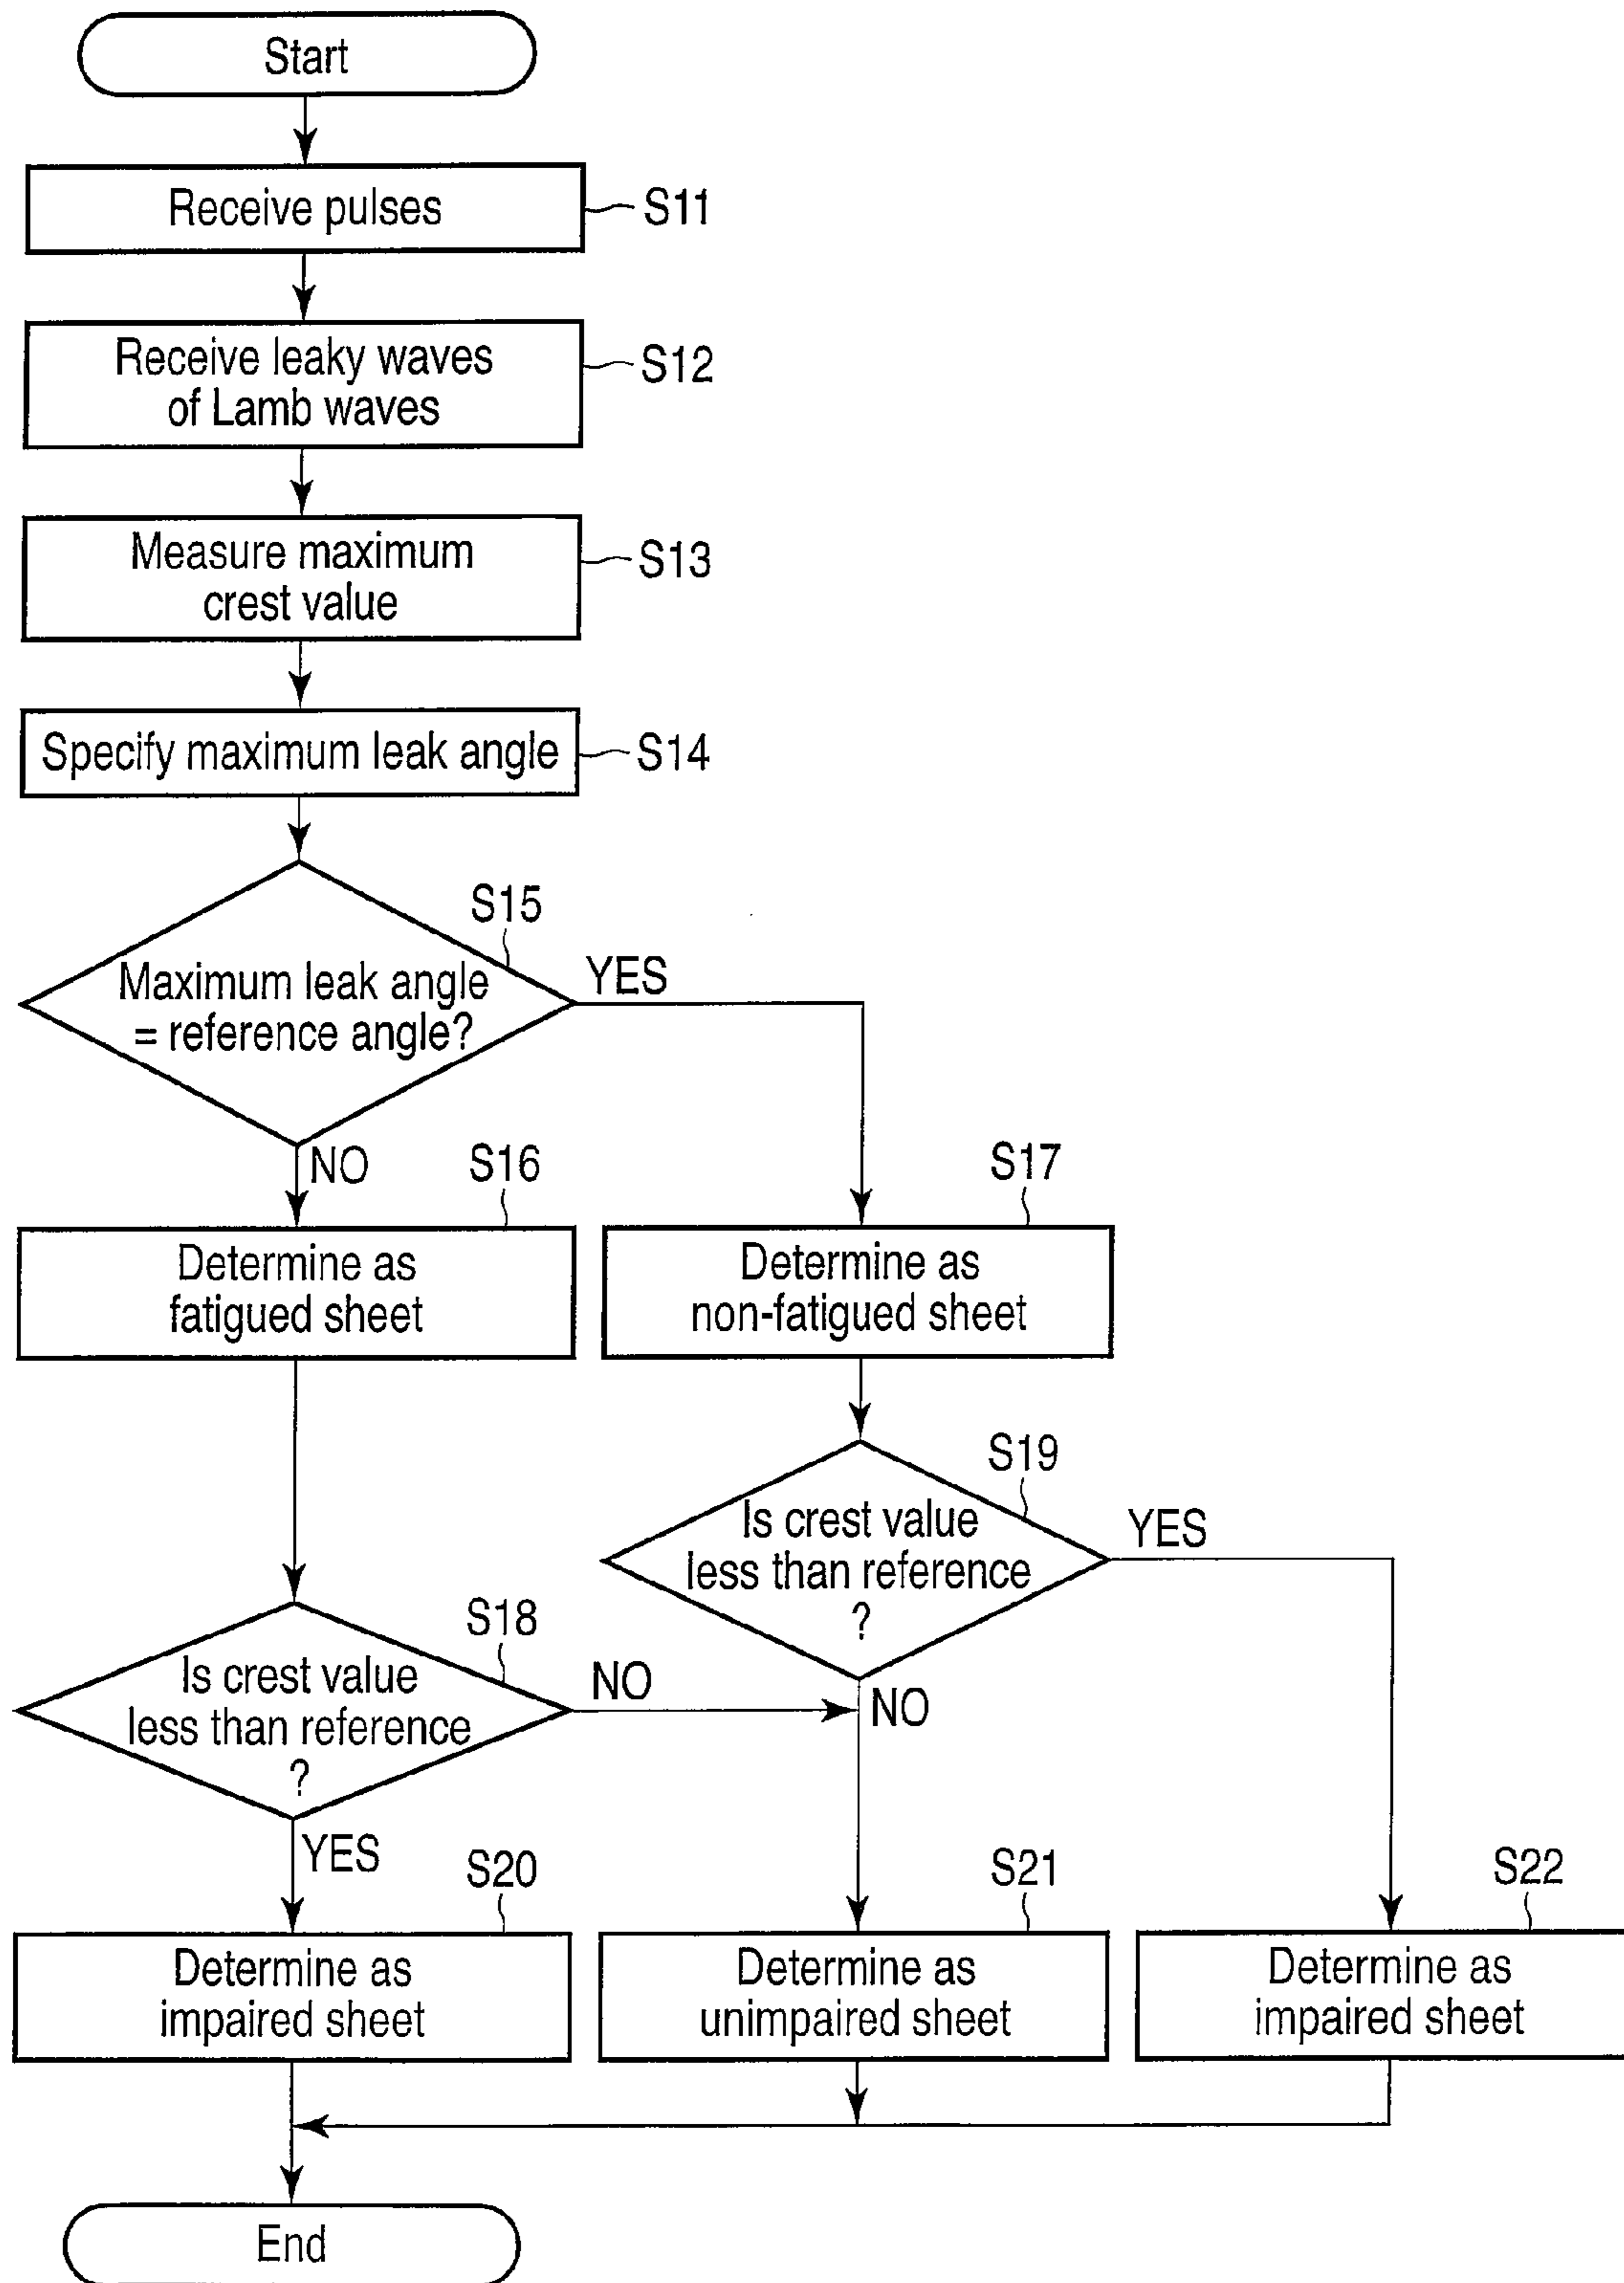 Start
Receive pulses
S11
Receive leaky waves
of Lamb waves
S12
Measure maximum
crest value
S13
Specify maximum leak angle
S14
S15
Maximum leak angle
= reference angle?
YES
NO
S16
S17
Determine as
fatigued sheet
Determine as
non-fatigued sheet
S19
Is crest value
less than reference
?
YES
S18
Is crest value
less than reference
?
NO
NO
YES
S20
S21
S22
Determine as
impaired sheet
Determine as
unimpaired sheet
Determine as
impaired sheet
End